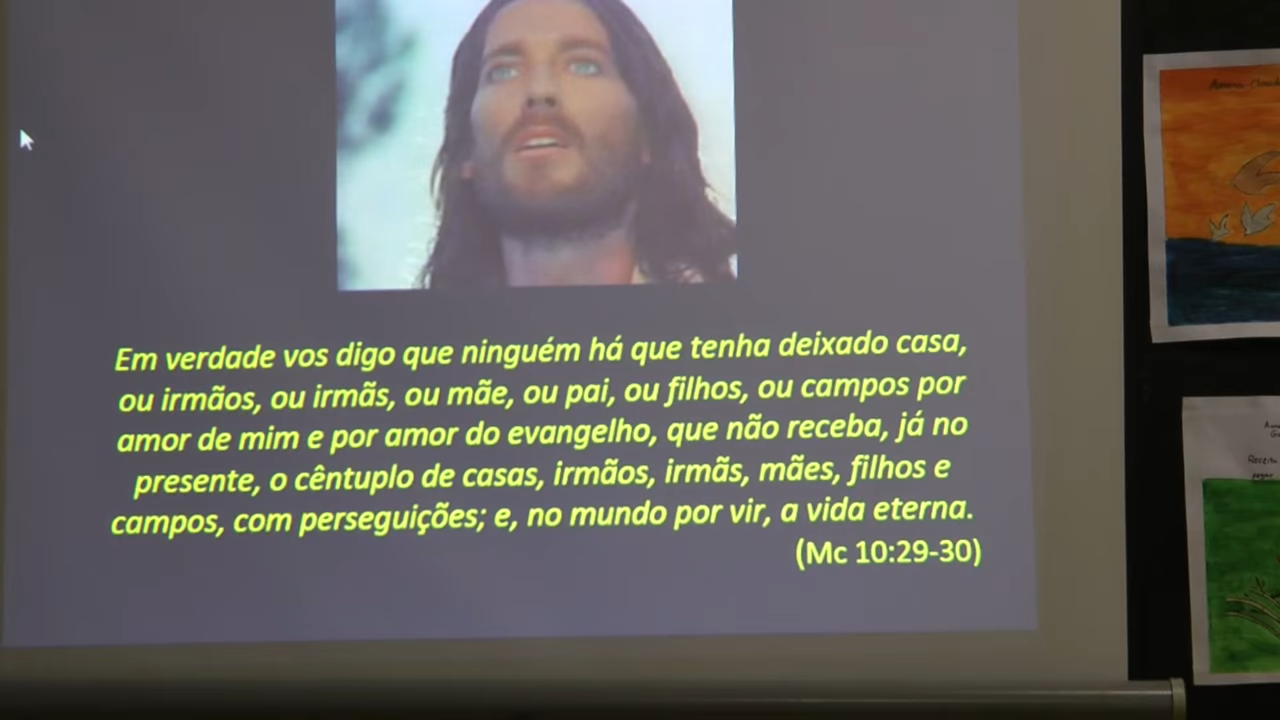 Em verdade vos digo que ninguém há que tenha deixado casa,
ou irmãos, ou irmãs, ou mãe, ou pai, ou filhos, ou campos por
amor de mim e por amor do evangelho, que não receba, já no
presente, o cêntuplo de casas, irmãos, irmãs, mães, filhos e
campos, com perseguições; e, no mundo por vir, a vida eterna.
(Mc 10:29-30)